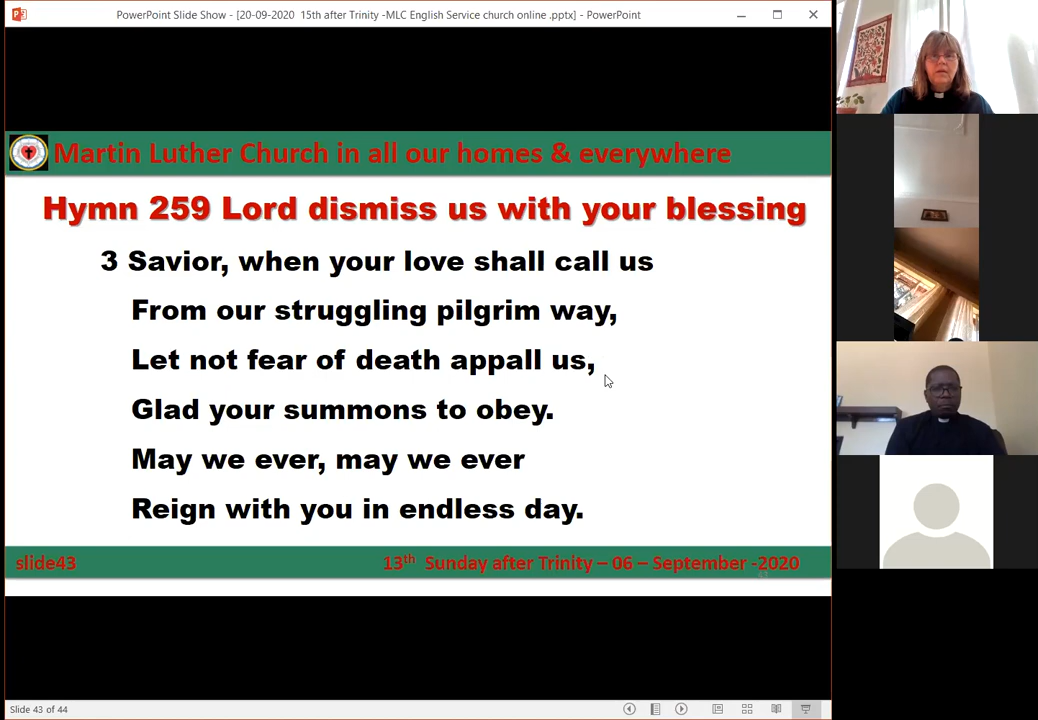 PowerPoint Slide Show - [20-09-2020 15th after Trinity -MLC English Service church online .pptx] - PowerPoint
Martin Luther Church in all our homes & everywhere
Hymn 259 Lord dismiss us with your blessing
3 Savior, when your love shall call us
From our struggling pilgrim way,
Let not fear of death appall us,
Glad your summons to obey.
May we ever, may we ever
Reign with you in endless day.
slide43
13th Sunday after Trinity – 06 – September -2020
Slide 43 of 44